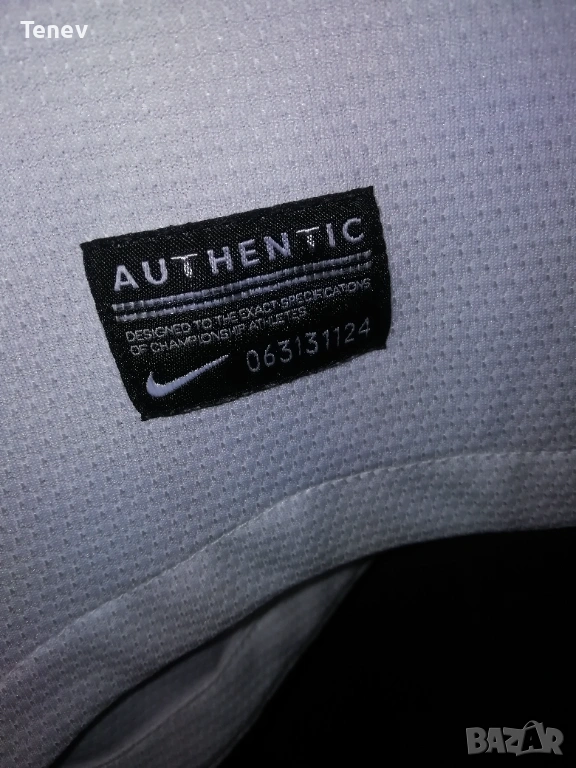 Tenev
AUTHENTIC
DESIGNED TO THE EXACT SPECIFICATIONS
OF CHAMPIONSHIP ATHLETES
063131124
BAZAR